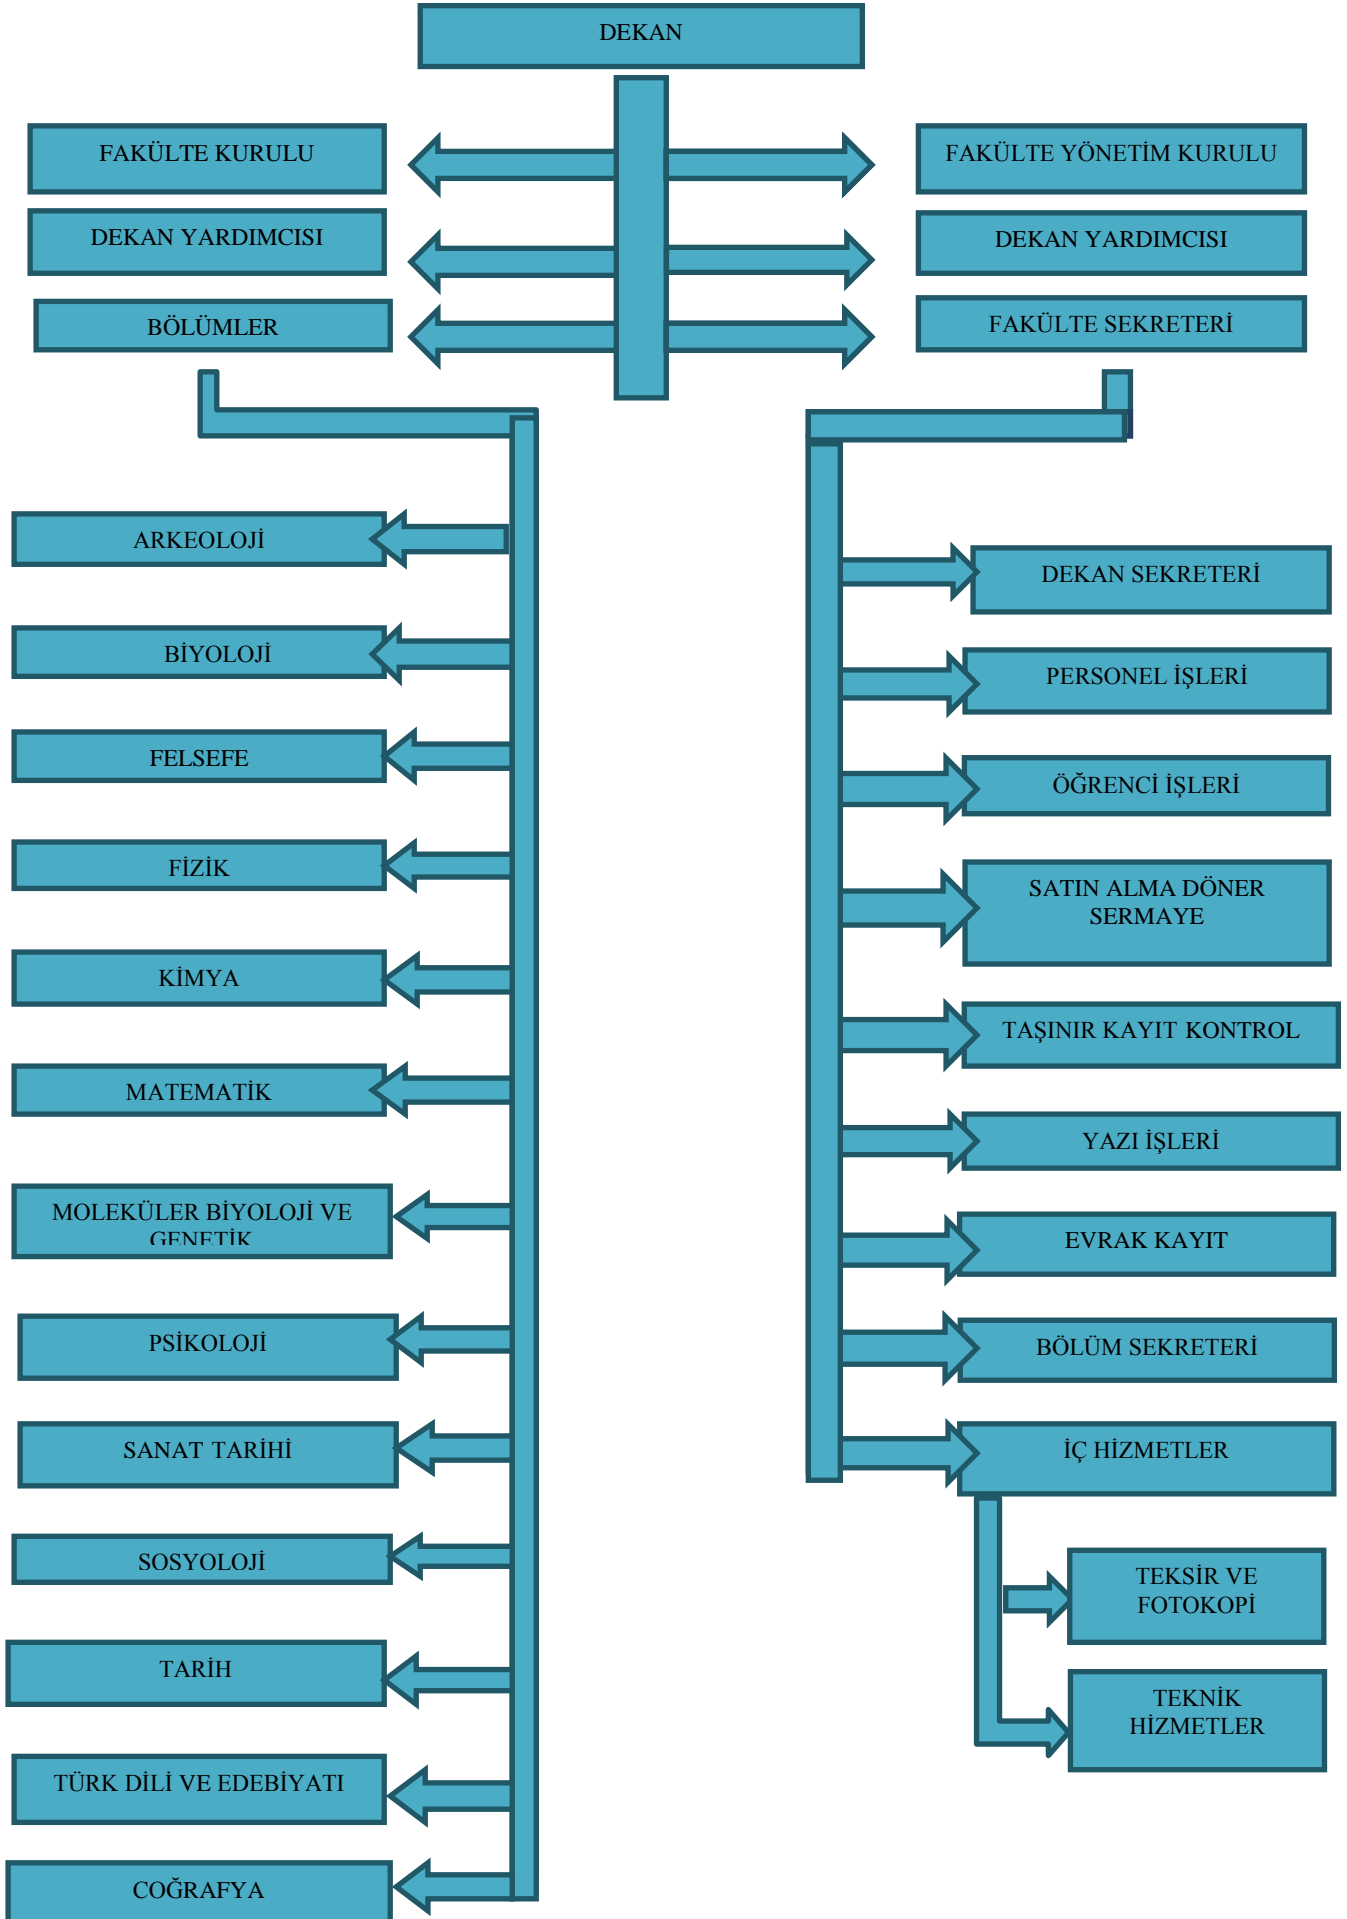 DEKAN
FAKÜLTE KURULU
FAKÜLTE YÖNETİM KURULU
DEKAN YARDIMCISI
DEKAN YARDIMCISI
BÖLÜMLER
FAKÜLTE SEKRETERİ
ARKEOLOJİ
BİYOLOJİ
FELSEFE
FİZİK
KİMYA
MATEMATİK
MOLEKÜLER BİYOLOJİ VE
GENETİK
PSİKOLOJİ
SANAT TARİHİ
SOSYOLOJİ
TARİH
TÜRK DİLİ VE EDEBİYATI
COĞRAFYA
DEKAN SEKRETERİ
PERSONEL İŞLERİ
ÖĞRENCİ İŞLERİ
SATIN ALMA DÖNER
SERMAYE
TAŞINIR KAYIT KONTROL
YAZI İŞLERİ
EVRAK KAYIT
BÖLÜM SEKRETERİ
İÇ HİZMETLER
TEKSİR VE
FOTOKOPİ
TEKNİK
HİZMETLER